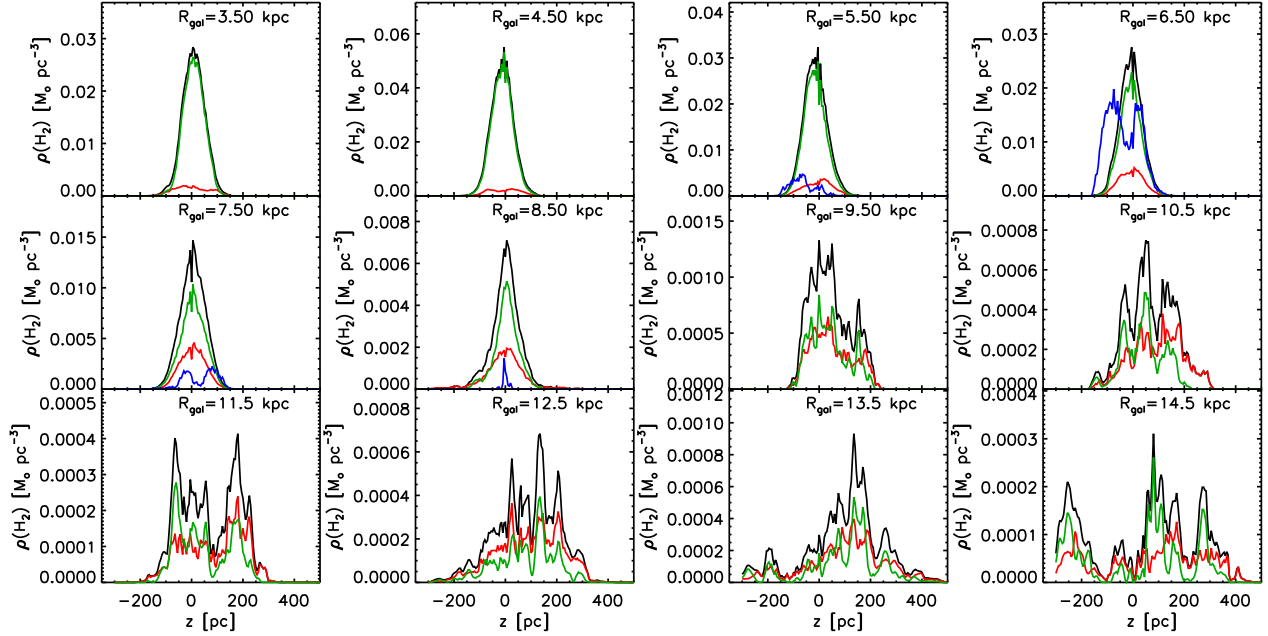 R_gal=3.50 kpc
ρ(H₂) [M_o pc⁻³]
0.03
0.02
0.01
0.00
R_gal=4.50 kpc
ρ(H₂) [M_o pc⁻³]
0.06
0.04
0.02
0.00
R_gal=5.50 kpc
ρ(H₂) [M_o pc⁻³]
0.04
0.03
0.02
0.01
0.00
R_gal=6.50 kpc
ρ(H₂) [M_o pc⁻³]
0.03
0.02
0.01
0.00
R_gal=7.50 kpc
ρ(H₂) [M_o pc⁻³]
0.015
0.010
0.005
0.000
R_gal=8.50 kpc
ρ(H₂) [M_o pc⁻³]
0.008
0.006
0.004
0.002
0.000
R_gal=9.50 kpc
ρ(H₂) [M_o pc⁻³]
0.0015
0.0010
0.0005
0.0000
R_gal=10.5 kpc
ρ(H₂) [M_o pc⁻³]
0.0008
0.0006
0.0004
0.0002
0.0000
R_gal=11.5 kpc
ρ(H₂) [M_o pc⁻³]
0.0005
0.0004
0.0003
0.0002
0.0001
0.0000
−200 0 200 400
z [pc]
R_gal=12.5 kpc
ρ(H₂) [M_o pc⁻³]
0.0008
0.0006
0.0004
0.0002
0.0000
−200 0 200 400
z [pc]
R_gal=13.5 kpc
ρ(H₂) [M_o pc⁻³]
0.0012
0.0010
0.0008
0.0006
0.0004
0.0002
0.0000
−200 0 200 400
z [pc]
R_gal=14.5 kpc
ρ(H₂) [M_o pc⁻³]
0.0004
0.0003
0.0002
0.0001
0.0000
−200 0 200 400
z [pc]